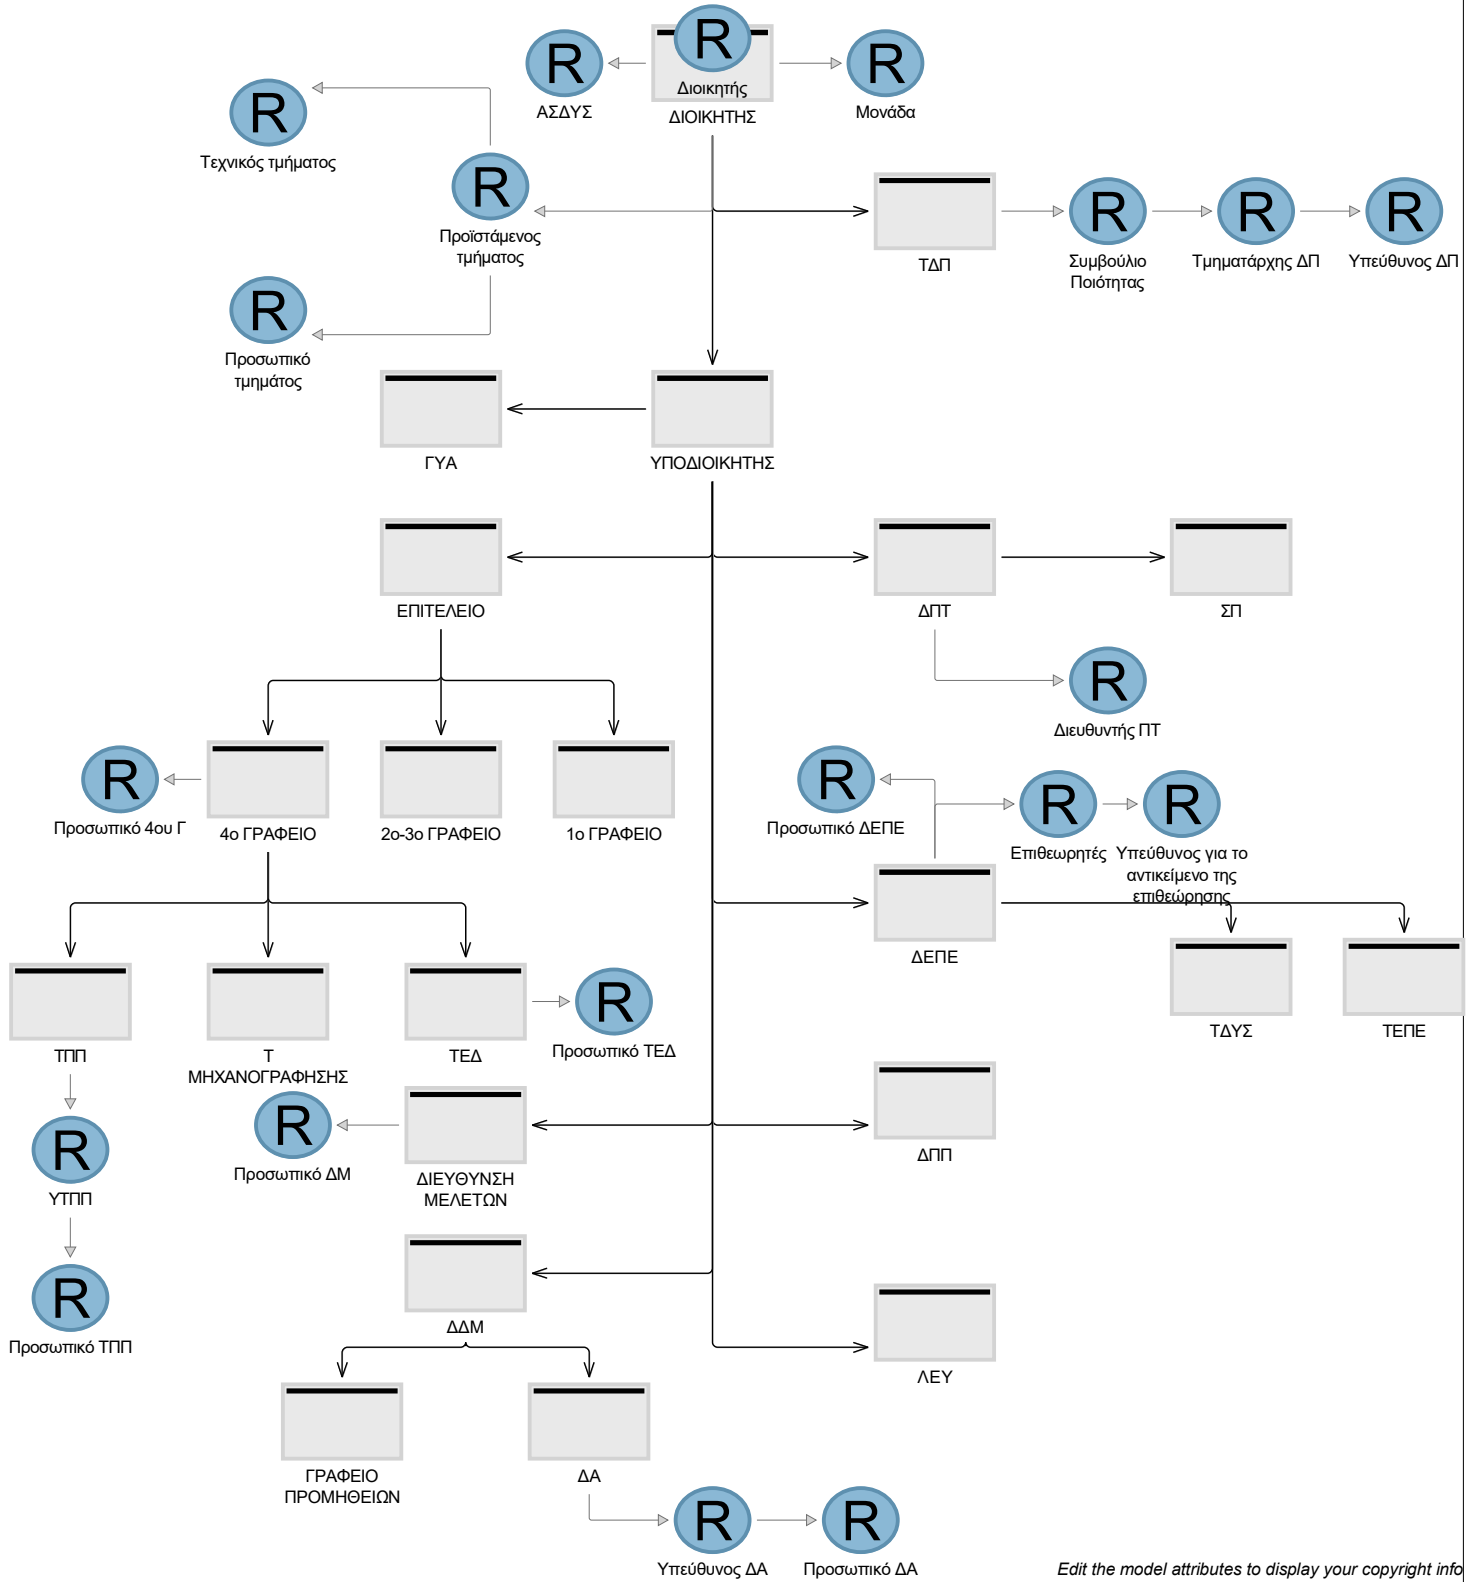 R
R
R
Διοικητής
ΑΣΔΥΣ
ΔΙΟΙΚΗΤΗΣ
Μονάδα
R
Τεχνικός τμήματος
R
Προϊστάμενος
τμήματος
ΤΔΠ
R
Συμβούλιο
Ποιότητας
R
Τμηματάρχης ΔΠ
R
Υπεύθυνος ΔΠ
R
Προσωπικό
τμημάτος
ΓΥΑ
ΥΠΟΔΙΟΙΚΗΤΗΣ
ΕΠΙΤΕΛΕΙΟ
ΔΠΤ
ΣΠ
R
Διευθυντής ΠΤ
R
Προσωπικό 4ου Γ
4ο ΓΡΑΦΕΙΟ
2ο-3ο ΓΡΑΦΕΙΟ
1ο ΓΡΑΦΕΙΟ
R
Προσωπικό ΔΕΠΕ
R
Επιθεωρητές
R
Υπεύθυνος για το
αντικείμενο της
επιθεώρησης
ΔΕΠΕ
ΤΔΥΣ
ΤΕΠΕ
ΤΠΠ
Τ
ΜΗΧΑΝΟΓΡΑΦΗΣΗΣ
ΤΕΔ
R
Προσωπικό ΤΕΔ
R
Προσωπικό ΔΜ
ΔΙΕΥΘΥΝΣΗ
ΜΕΛΕΤΩΝ
ΔΠΠ
R
ΥΤΠΠ
R
Προσωπικό ΤΠΠ
ΔΔΜ
ΛΕΥ
ΓΡΑΦΕΙΟ
ΠΡΟΜΗΘΕΙΩΝ
ΔΑ
R
Υπεύθυνος ΔΑ
R
Προσωπικό ΔΑ
Edit the model attributes to display your copyright info